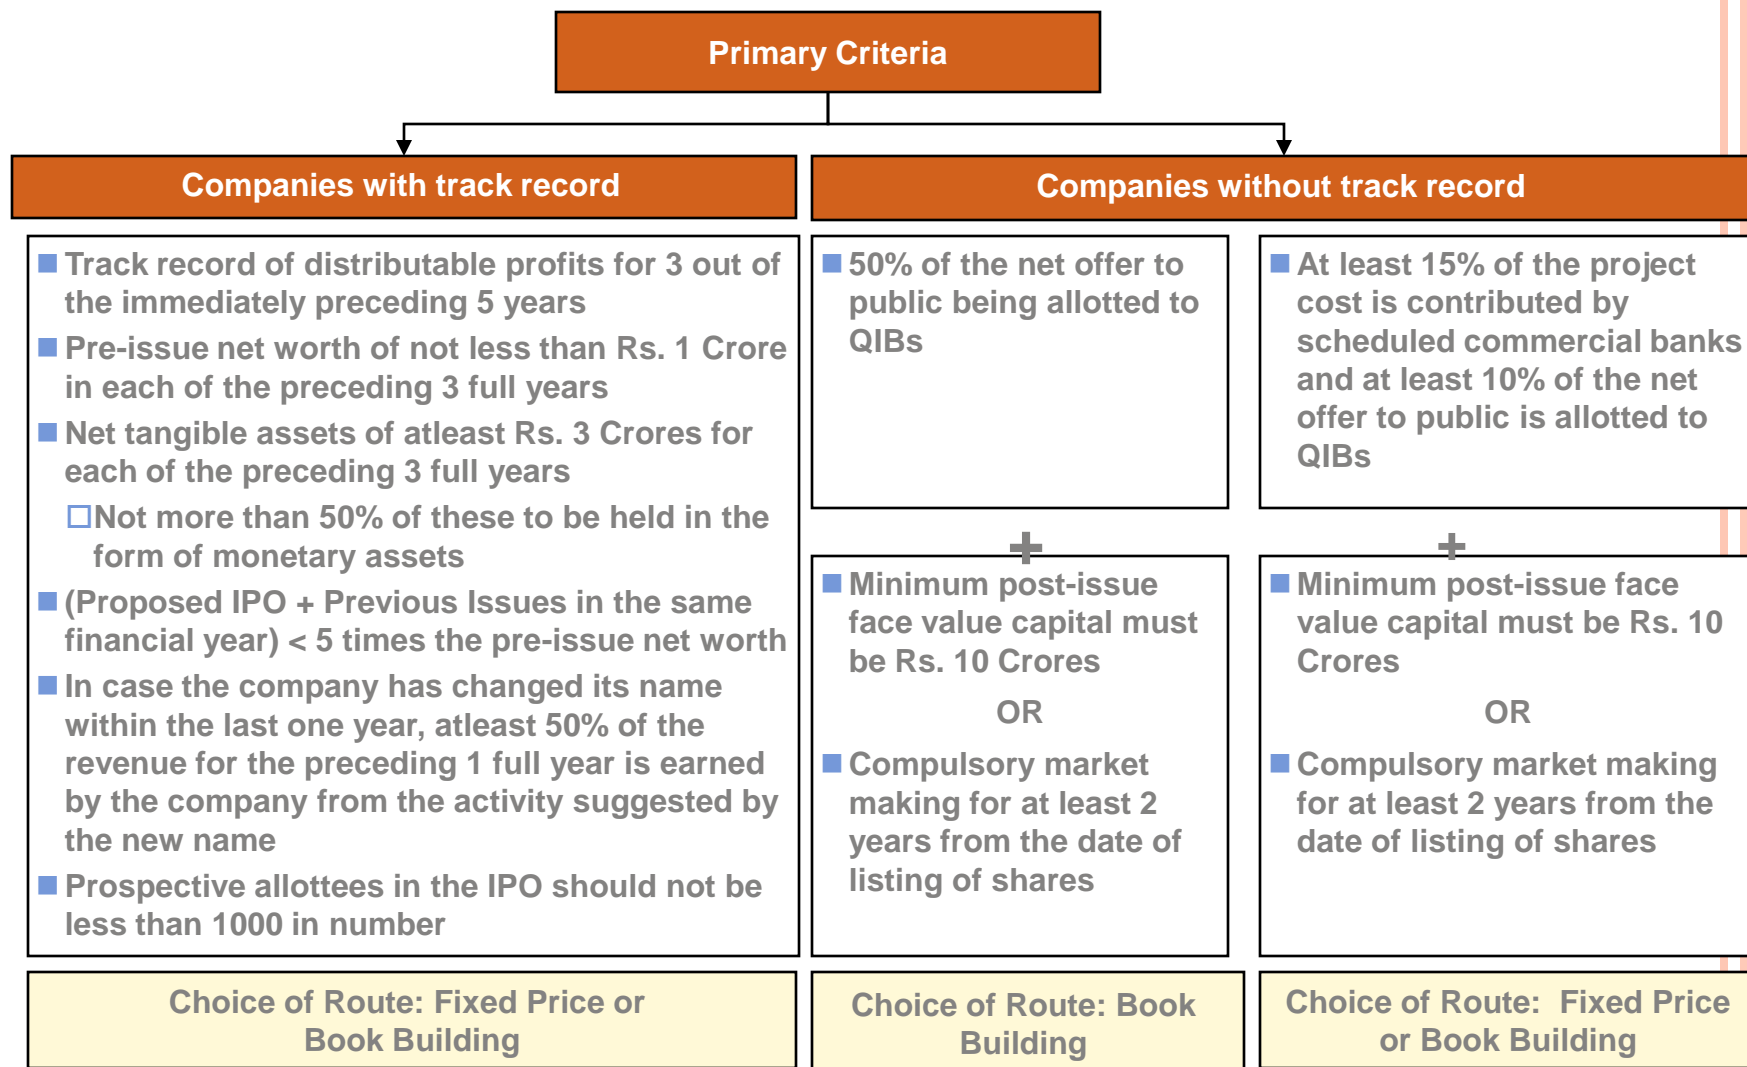 Primary Criteria
Companies with track record
Companies without track record
Track record of distributable profits for 3 out of
the immediately preceding 5 years
Pre-issue net worth of not less than Rs. 1 Crore
in each of the preceding 3 full years
Net tangible assets of atleast Rs. 3 Crores for
each of the preceding 3 full years
Not more than 50% of these to be held in the
form of monetary assets
(Proposed IPO + Previous Issues in the same
financial year) < 5 times the pre-issue net worth
In case the company has changed its name
within the last one year, atleast 50% of the
revenue for the preceding 1 full year is earned
by the company from the activity suggested by
the new name
Prospective allottees in the IPO should not be
less than 1000 in number
50% of the net offer to
public being allotted to
QIBs
+
Minimum post-issue
face value capital must
be Rs. 10 Crores
OR
Compulsory market
making for at least 2
years from the date of
listing of shares
At least 15% of the project
cost is contributed by
scheduled commercial banks
and at least 10% of the net
offer to public is allotted to
QIBs
+
Minimum post-issue face
value capital must be Rs. 10
Crores
OR
Compulsory market making
for at least 2 years from the
date of listing of shares
Choice of Route: Fixed Price or
Book Building
Choice of Route: Book
Building
Choice of Route: Fixed Price
or Book Building